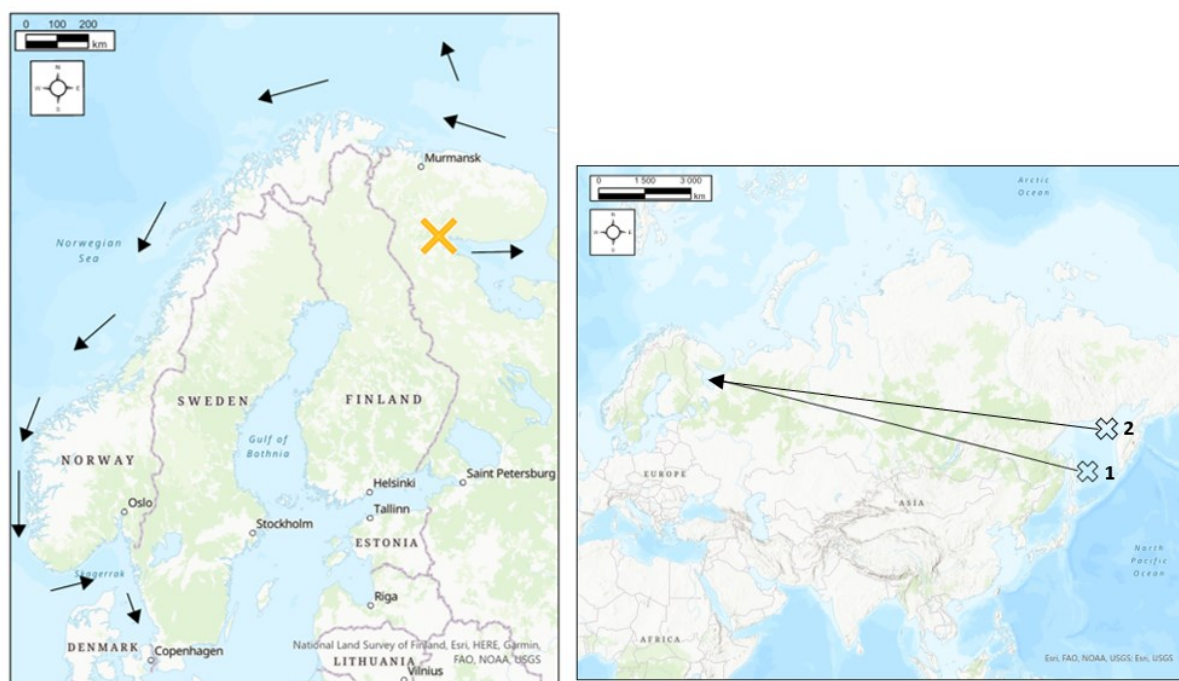 0 100 200
km
N
W E
S
Murmansk
Norwegian
Sea
SWEDEN
FINLAND
Gulf of
Bothnia
NORWAY
Saint Petersburg
Oslo
Helsinki
Tallinn
Stockholm
ESTONIA
Skagerrak
Riga
DENMARK
Copenhagen
National Land Survey of Finland, Esri, HERE, Garmin,
FAO, NOAA, USGS
LITHUANIA
Vilnius
0 1 500 3 000
km
N
W E
S
Arctic
Ocean
2
1
EUROPE
ASIA
North
Pacific
Ocean
AFRICA
Esri, FAO, NOAA, USGS; Esri, USGS